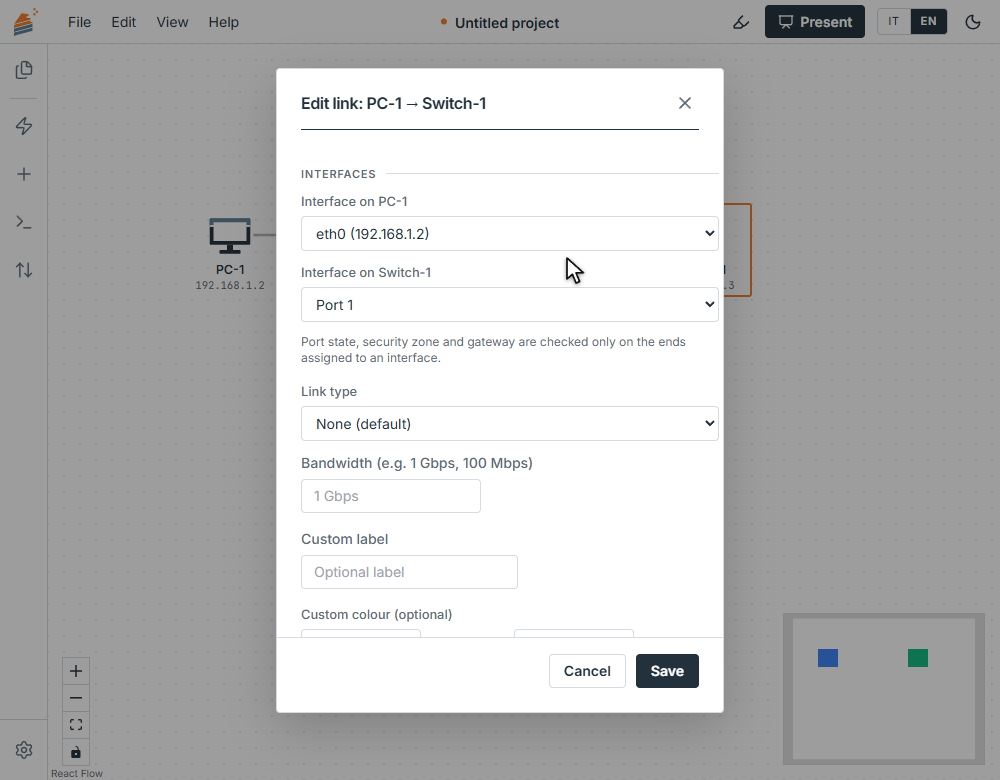 File Edit View Help
Untitled project
Present
IT EN
Edit link: PC-1 → Switch-1
INTERFACES
Interface on PC-1
eth0 (192.168.1.2)
Interface on Switch-1
Port 1
Port state, security zone and gateway are checked only on the ends
assigned to an interface.
Link type
None (default)
Bandwidth (e.g. 1 Gbps, 100 Mbps)
1 Gbps
Custom label
Optional label
Custom colour (optional)
Cancel Save
PC-1
192.168.1.2
.3
React Flow